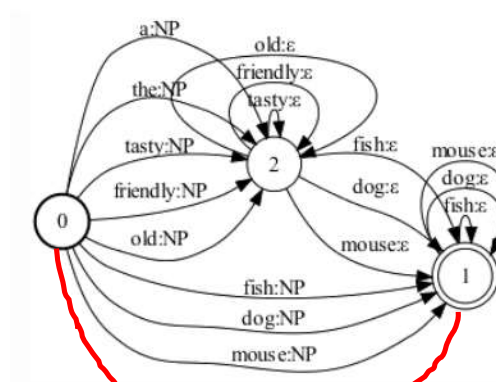 a:NP
old:ε
friendly:ε
the:NP
tasty:ε
tasty:NP
fish:ε
mouse:ε
2
dog:ε
dog:ε
friendly:NP
fish:ε
0
old:NP
mouse:ε
1
fish:NP
dog:NP
mouse:NP